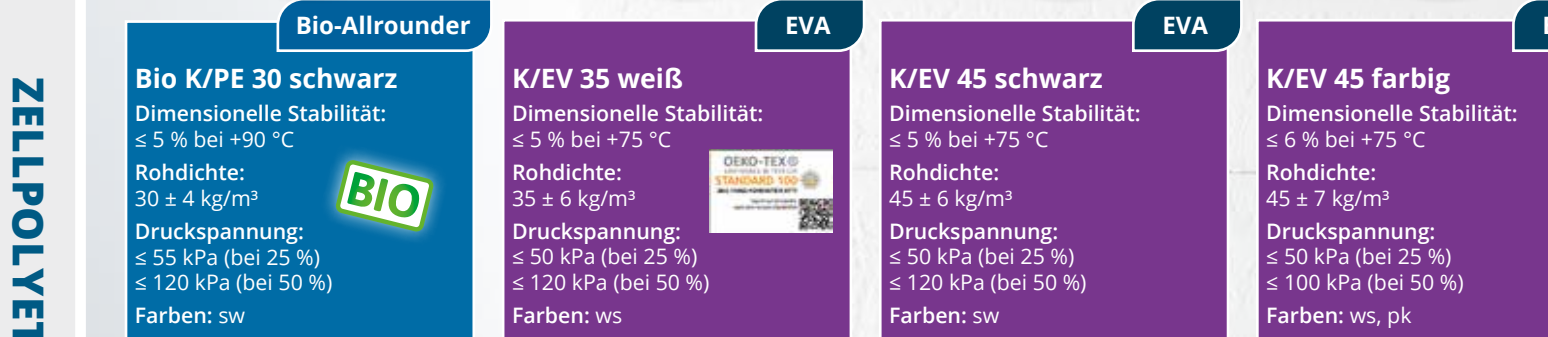 ZELLPOLYET
Bio-Allrounder
Bio K/PE 30 schwarz
Dimensionelle Stabilität:
≤ 5 % bei +90 °C
Rohdichte:
30 ± 4 kg/m³
BIO
Druckspannung:
≤ 55 kPa (bei 25 %)
≤ 120 kPa (bei 50 %)
Farben: sw
EVA
K/EV 35 weiß
Dimensionelle Stabilität:
≤ 5 % bei +75 °C
Rohdichte:
35 ± 6 kg/m³
OEKO-TEX®
STANDARD 100
Druckspannung:
≤ 50 kPa (bei 25 %)
≤ 120 kPa (bei 50 %)
Farben: ws
EVA
K/EV 45 schwarz
Dimensionelle Stabilität:
≤ 5 % bei +75 °C
Rohdichte:
45 ± 6 kg/m³
Druckspannung:
≤ 50 kPa (bei 25 %)
≤ 120 kPa (bei 50 %)
Farben: sw
K/EV 45 farbig
Dimensionelle Stabilität:
≤ 6 % bei +75 °C
Rohdichte:
45 ± 7 kg/m³
Druckspannung:
≤ 50 kPa (bei 25 %)
≤ 100 kPa (bei 50 %)
Farben: ws, pk